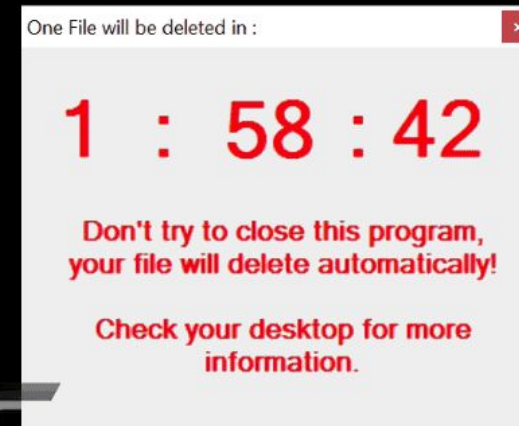 One File will be deleted in :
1 : 58 : 42
Don't try to close this program,
your file will delete automatically!
Check your desktop for more
information.